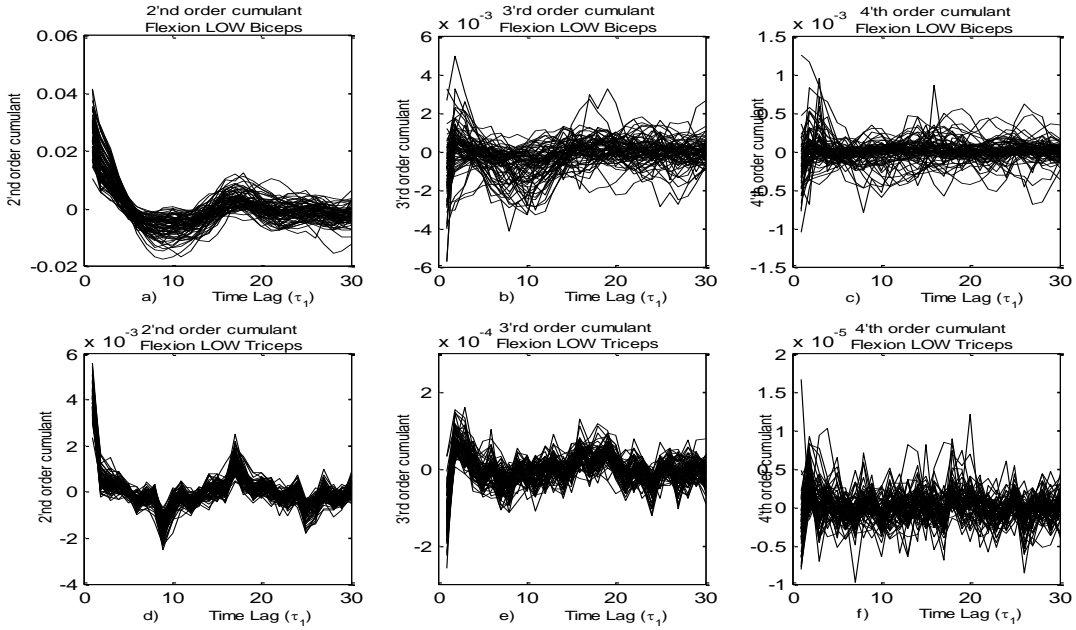 2'nd order cumulant
Flexion LOW Biceps
0.06
0.04
0.02
0
-0.02
2'nd order cumulant
0 10 20 30
a) Time Lag (τ1)
x 10-3
3'rd order cumulant
Flexion LOW Biceps
6
4
2
0
-2
-4
-6
3'rd order cumulant
0 10 20 30
b) Time Lag (τ1)
x 10-3
4'th order cumulant
Flexion LOW Biceps
1.5
1
0.5
0
-0.5
-1
-1.5
4'th order cumulant
0 10 20 30
c) Time Lag (τ1)
x 10-3
2'nd order cumulant
Flexion LOW Triceps
6
4
2
0
-2
-4
2'nd order cumulant
0 10 20 30
d) Time Lag (τ1)
x 10-4
3'rd order cumulant
Flexion LOW Triceps
2
0
-2
3'rd order cumulant
0 10 20 30
e) Time Lag (τ1)
x 10-5
4'th order cumulant
Flexion LOW Triceps
2
1.5
1
0.5
0
-0.5
-1
4'th order cumulant
0 10 20 30
f) Time Lag (τ1)